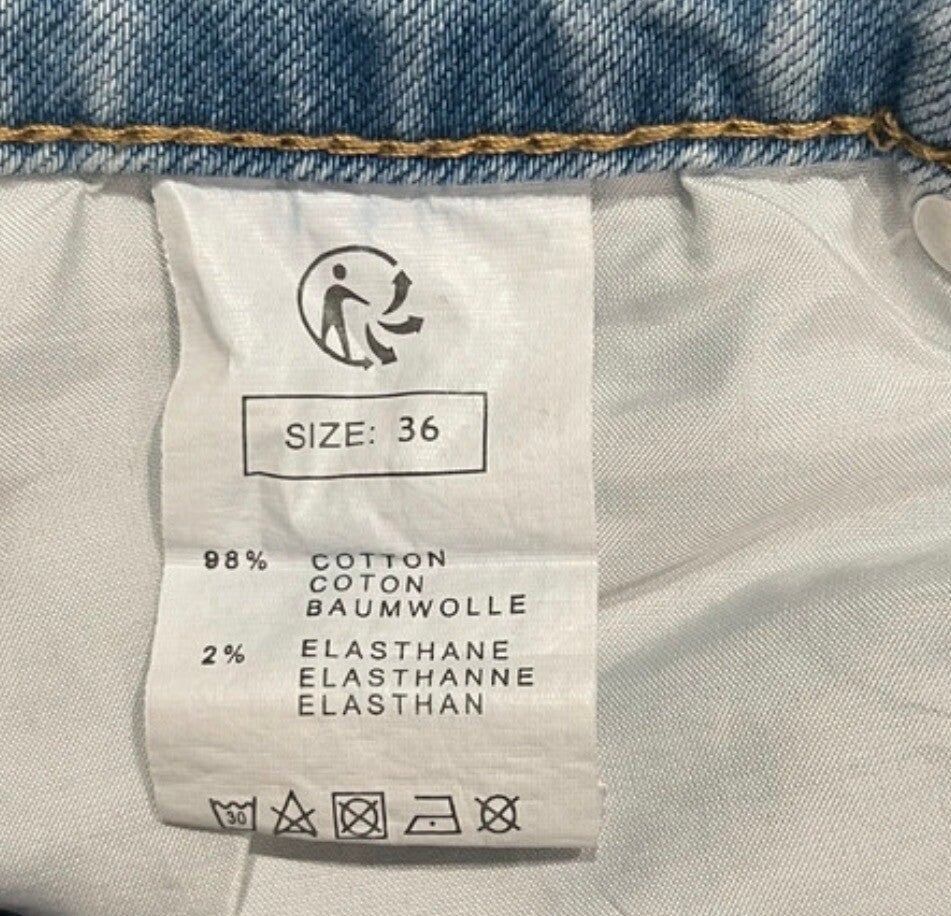 SIZE: 36
98% COTTON
COTON
BAUMWOLLE
2% ELASTHANE
ELASTHANNE
ELASTHAN
30